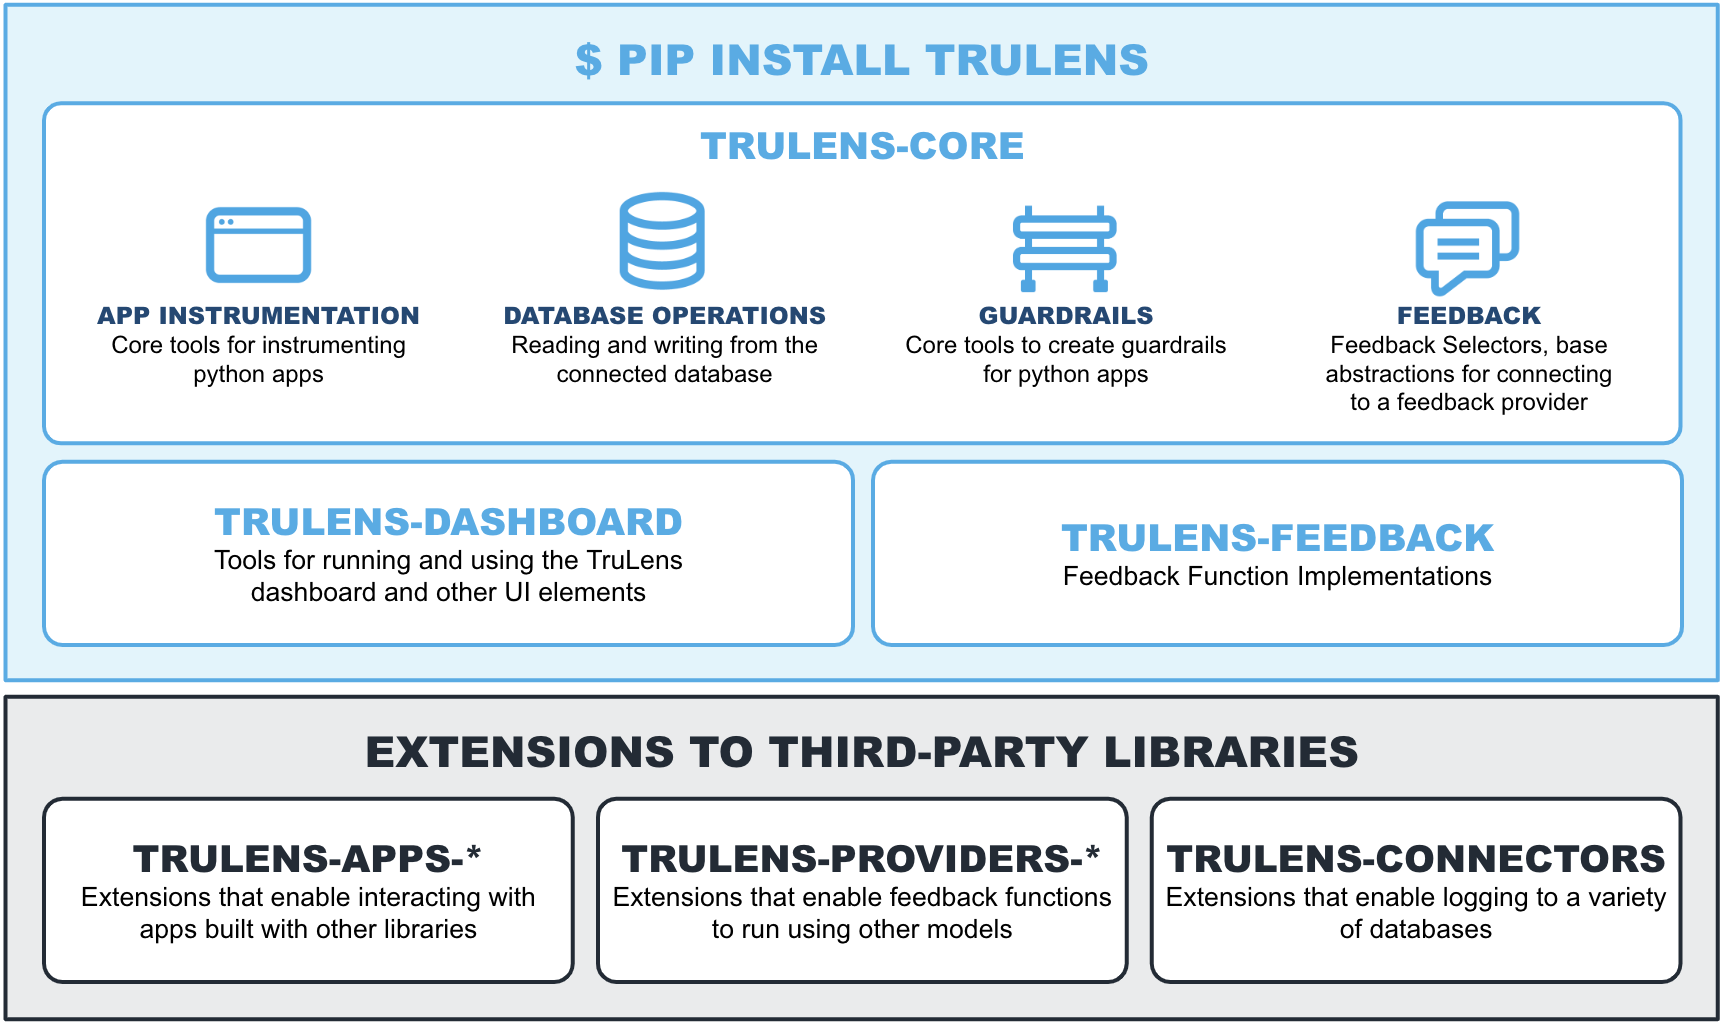 $ PIP INSTALL TRULENS
TRULENS-CORE
APP INSTRUMENTATION
Core tools for instrumenting
python apps
DATABASE OPERATIONS
Reading and writing from the
connected database
GUARDRAILS
Core tools to create guardrails
for python apps
FEEDBACK
Feedback Selectors, base
abstractions for connecting
to a feedback provider
TRULENS-DASHBOARD
Tools for running and using the TruLens
dashboard and other UI elements
TRULENS-FEEDBACK
Feedback Function Implementations
EXTENSIONS TO THIRD-PARTY LIBRARIES
TRULENS-APPS-*
Extensions that enable interacting with
apps built with other libraries
TRULENS-PROVIDERS-*
Extensions that enable feedback functions
to run using other models
TRULENS-CONNECTORS
Extensions that enable logging to a variety
of databases